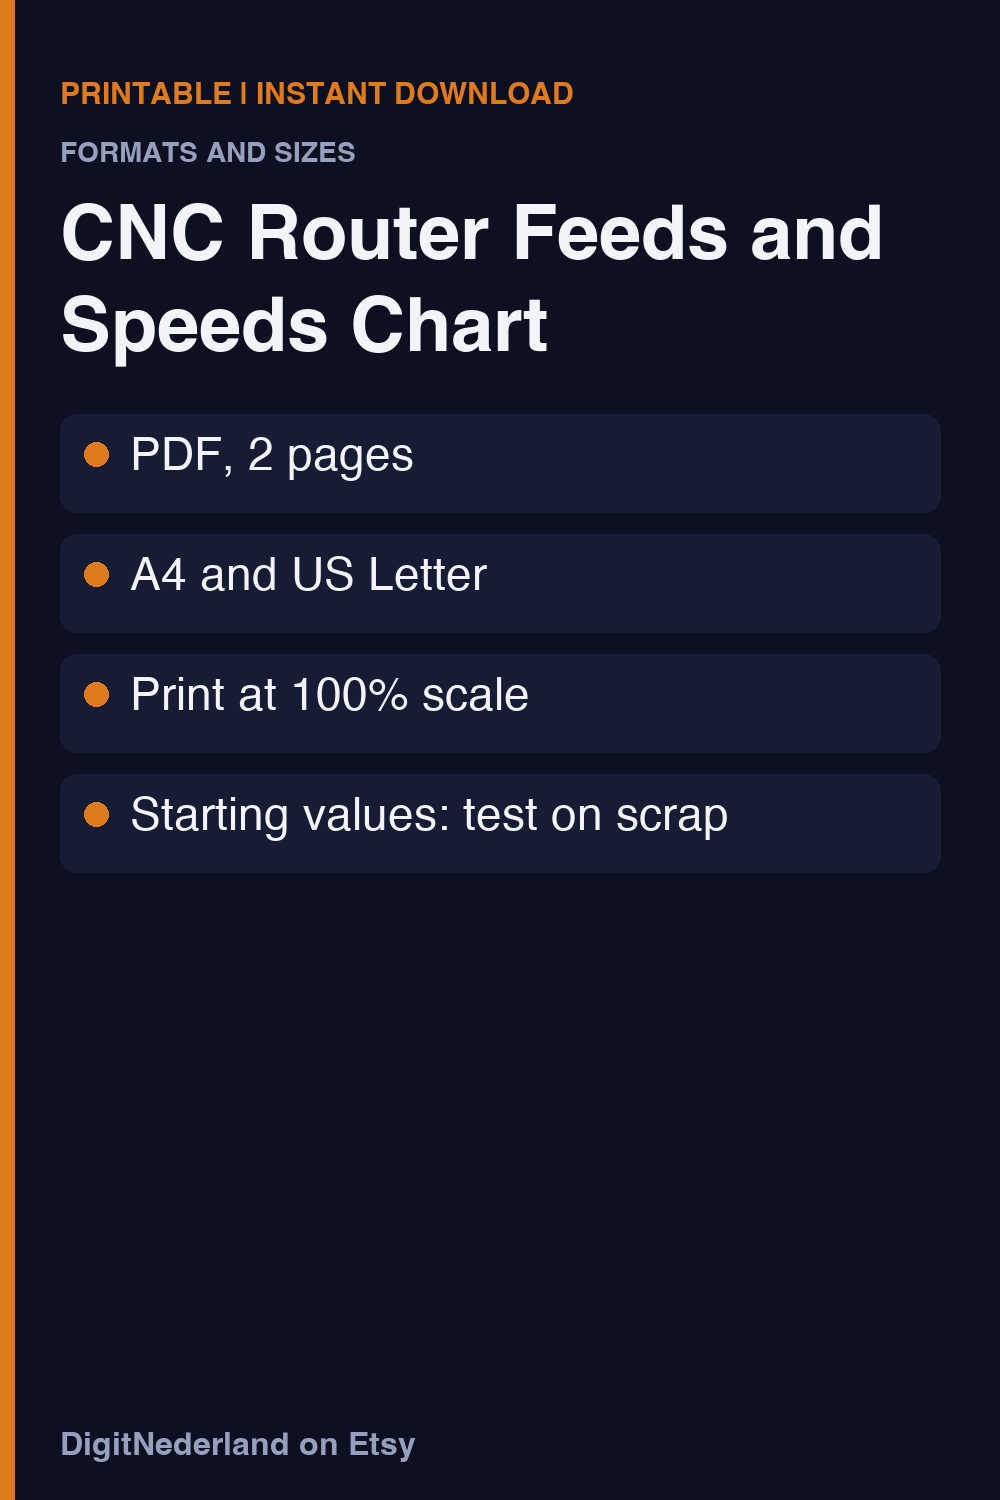 PRINTABLE | INSTANT DOWNLOAD
FORMATS AND SIZES
CNC Router Feeds and
Speeds Chart
PDF, 2 pages
A4 and US Letter
Print at 100% scale
Starting values: test on scrap
DigitNederland on Etsy